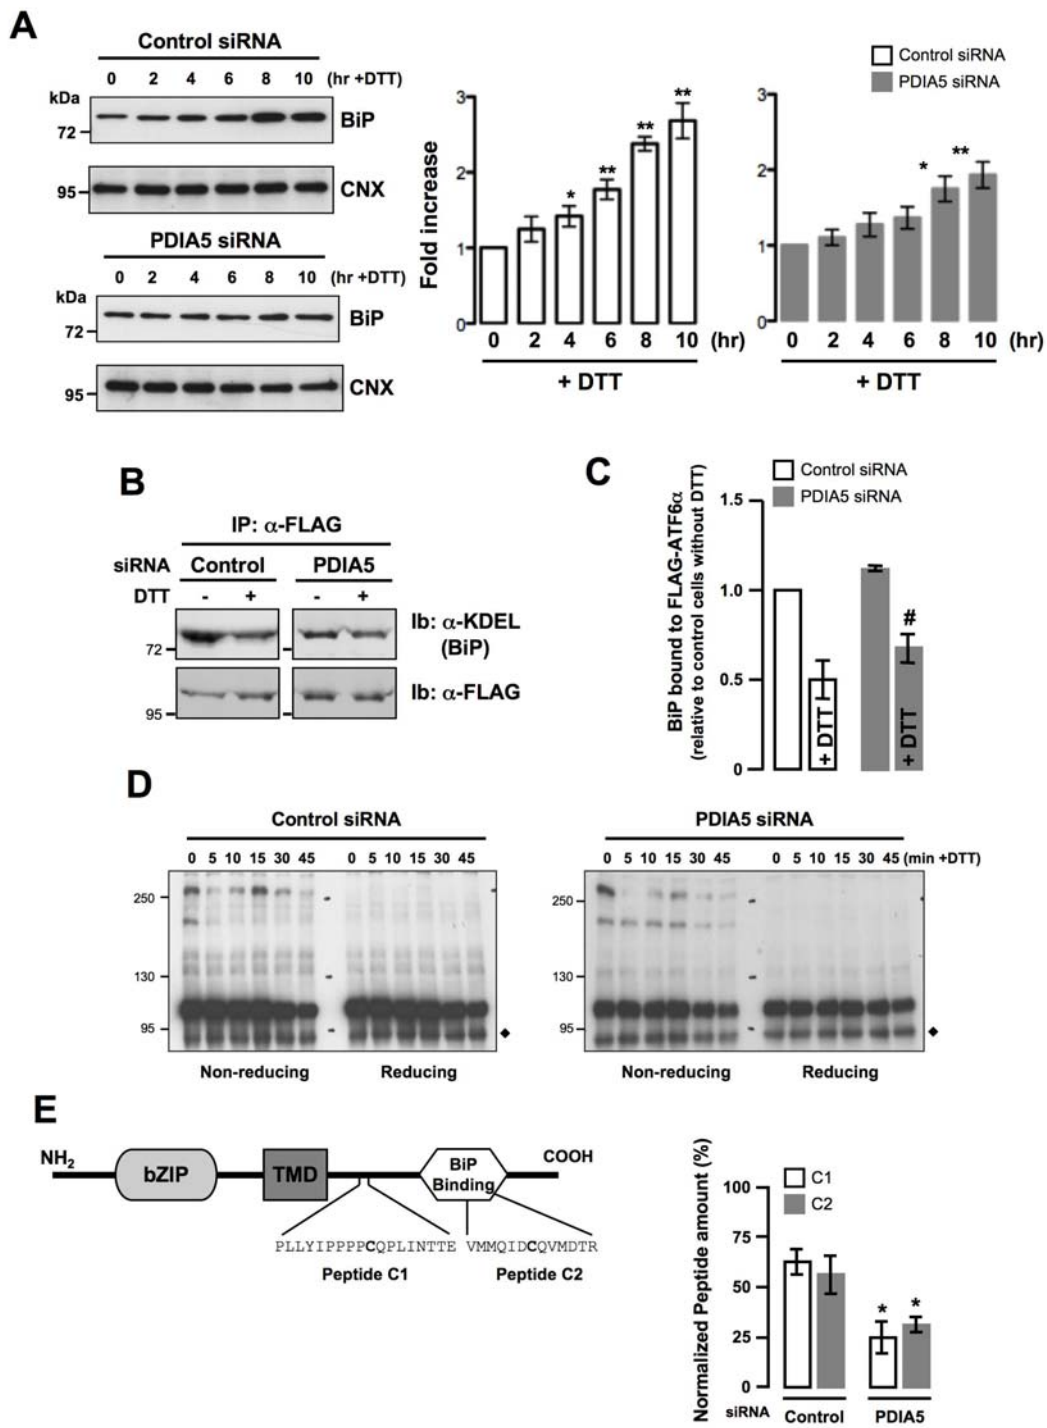 A
Control siRNA
0 2 4 6 8 10 (hr +DTT)
kDa
72
BiP
95
CNX
PDIA5 siRNA
0 2 4 6 8 10 (hr +DTT)
kDa
72
BiP
95
CNX
Fold increase
3
2
1
0
* ** ** **
0 2 4 6 8 10 (hr)
+ DTT
Control siRNA
PDIA5 siRNA
3
2
1
0
* **
0 2 4 6 8 10 (hr)
+ DTT
B
IP: α-FLAG
siRNA Control PDIA5
DTT - + - +
72
Ib: α-KDEL
(BiP)
95
Ib: α-FLAG
C
Control siRNA
PDIA5 siRNA
BiP bound to FLAG-ATF6α
(relative to control cells without DTT)
1.5
1.0
0.5
0
+ DTT
#
+ DTT
D
Control siRNA
0 5 10 15 30 45 0 5 10 15 30 45
250
130
95
Non-reducing Reducing
PDIA5 siRNA
0 5 10 15 30 45 0 5 10 15 30 45 (min +DTT)
250
130
95
Non-reducing Reducing
E
NH2
bZIP
TMD
BiP
Binding
COOH
PLLYIPPPPCQPLINTTE VMMQIDCQVMDTR
Peptide C1 Peptide C2
Normalized Peptide amount (%)
C1
C2
100
75
50
25
0
* *
siRNA Control PDIA5